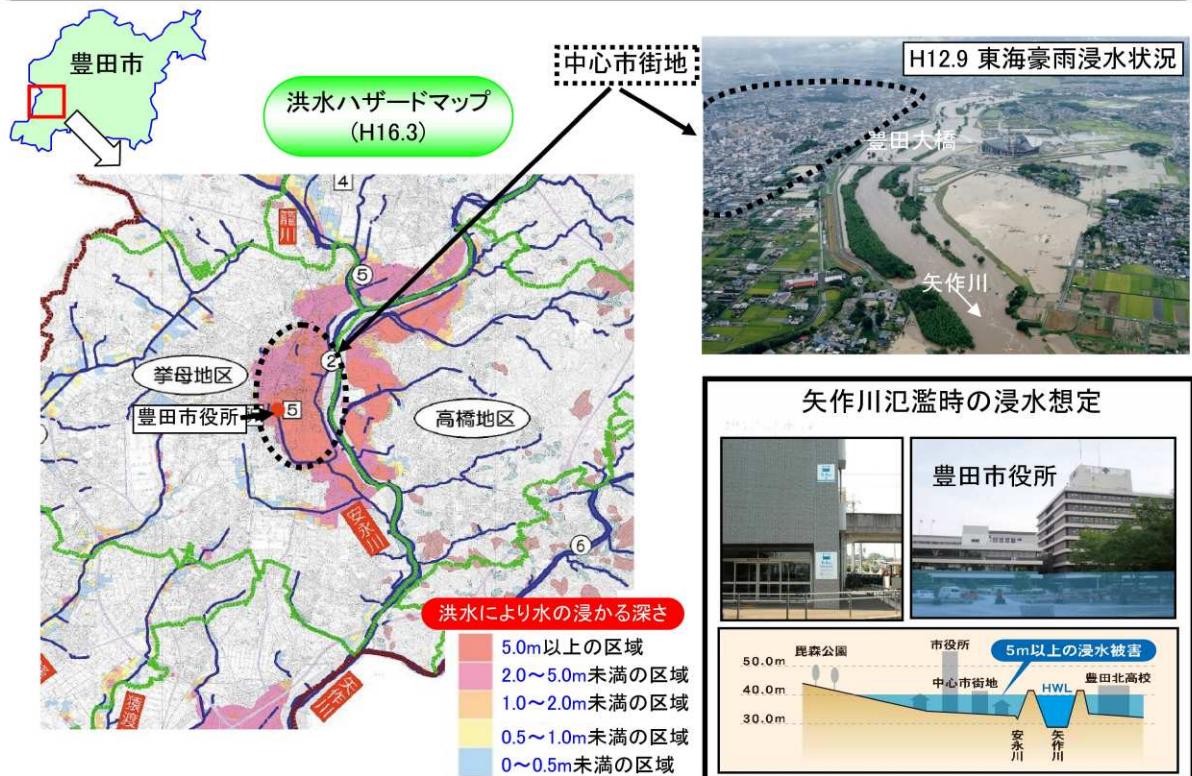 豊田市
洪水ハザードマップ
(H16.3)
中心市街地
H12.9 東海豪雨浸水状況
豊田大橋
矢作川
4
籠川
5
2
挙母地区
豊田市役所
5
高橋地区
安永川
6
猿渡
矢作川
洪水により水の浸かる深さ
5.0m以上の区域
2.0～5.0m未満の区域
1.0～2.0m未満の区域
0.5～1.0m未満の区域
0～0.5m未満の区域
矢作川氾濫時の浸水想定
豊田市役所
毘森公園
市役所
5m以上の浸水被害
50.0m
中心市街地
HWL
豊田北高校
40.0m
30.0m
安永川
矢作川